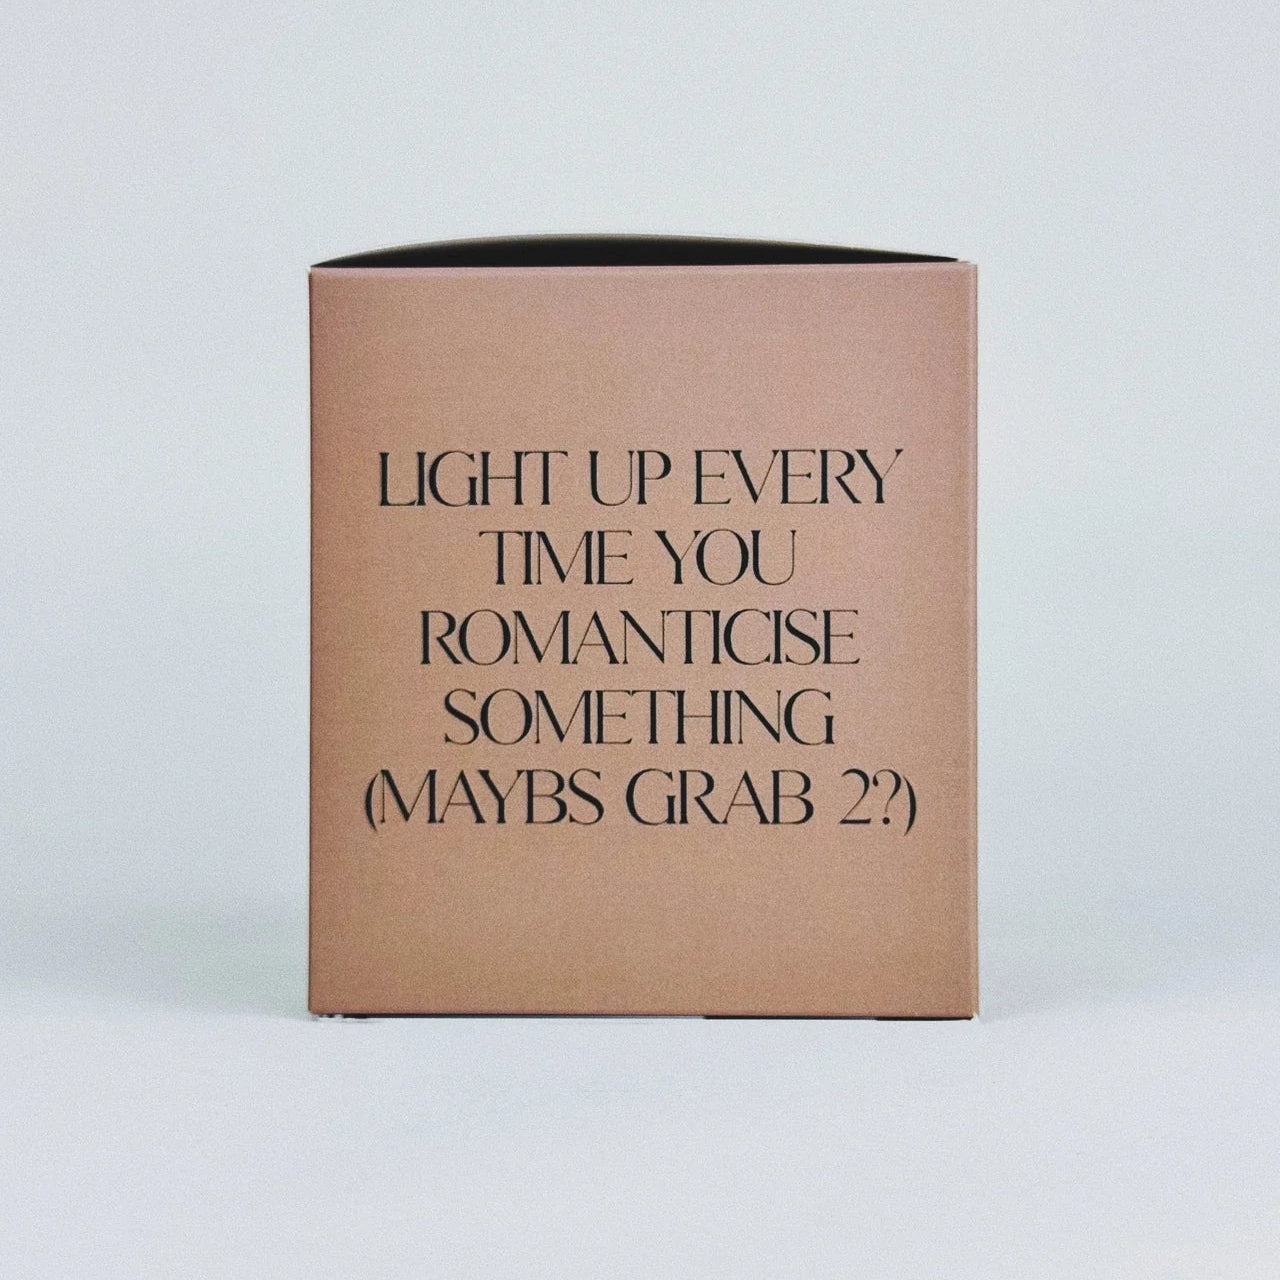 LIGHT UP EVERY
TIME YOU
ROMANTICISE
SOMETHING
(MAYBS GRAB 2?)